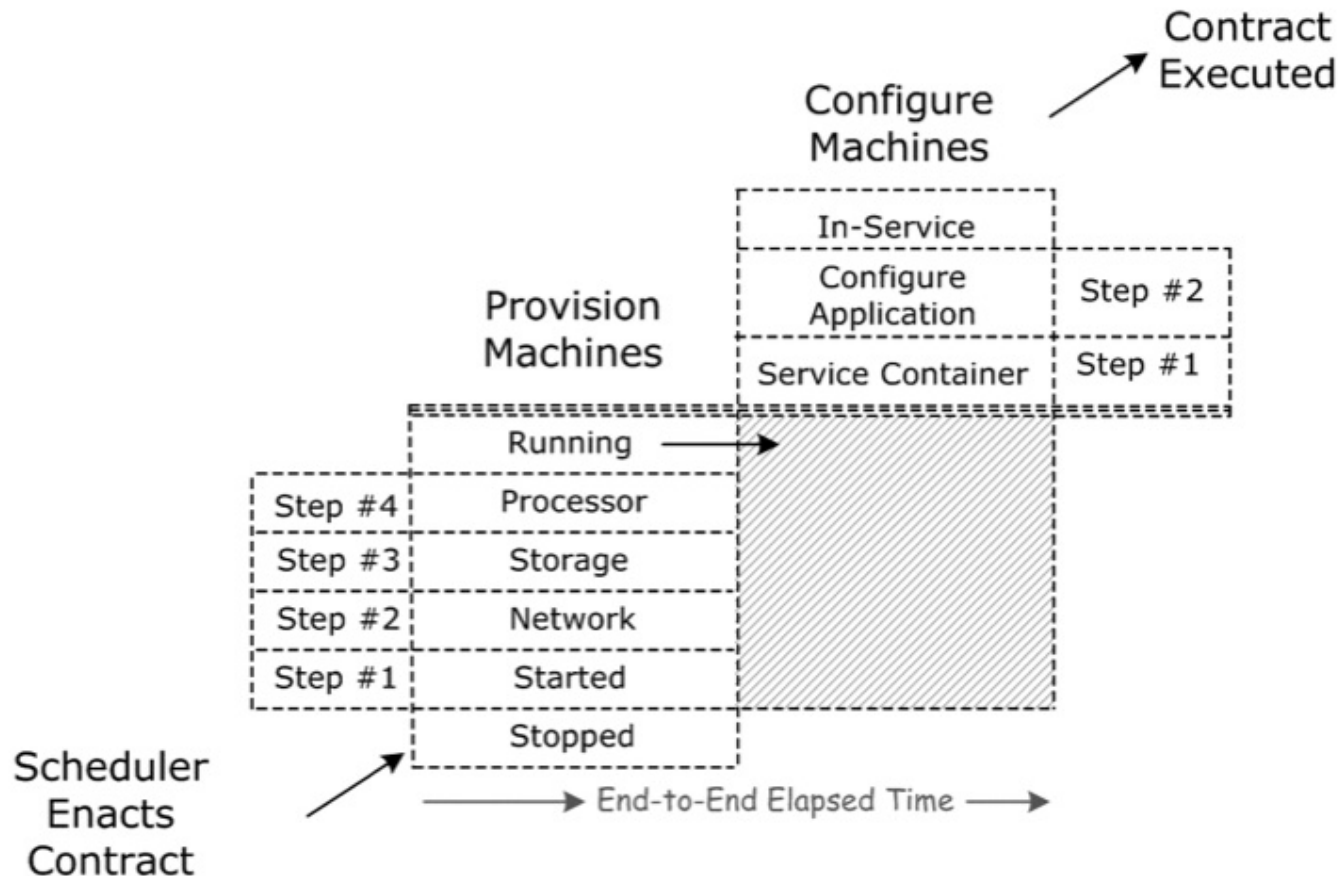 Contract
Executed
Configure
Machines
In-Service
Configure
Application
Step #2
Provision
Machines
Service Container
Step #1
Running
Step #4
Processor
Step #3
Storage
Step #2
Network
Step #1
Started
Stopped
Scheduler
Enacts
Contract
End-to-End Elapsed Time